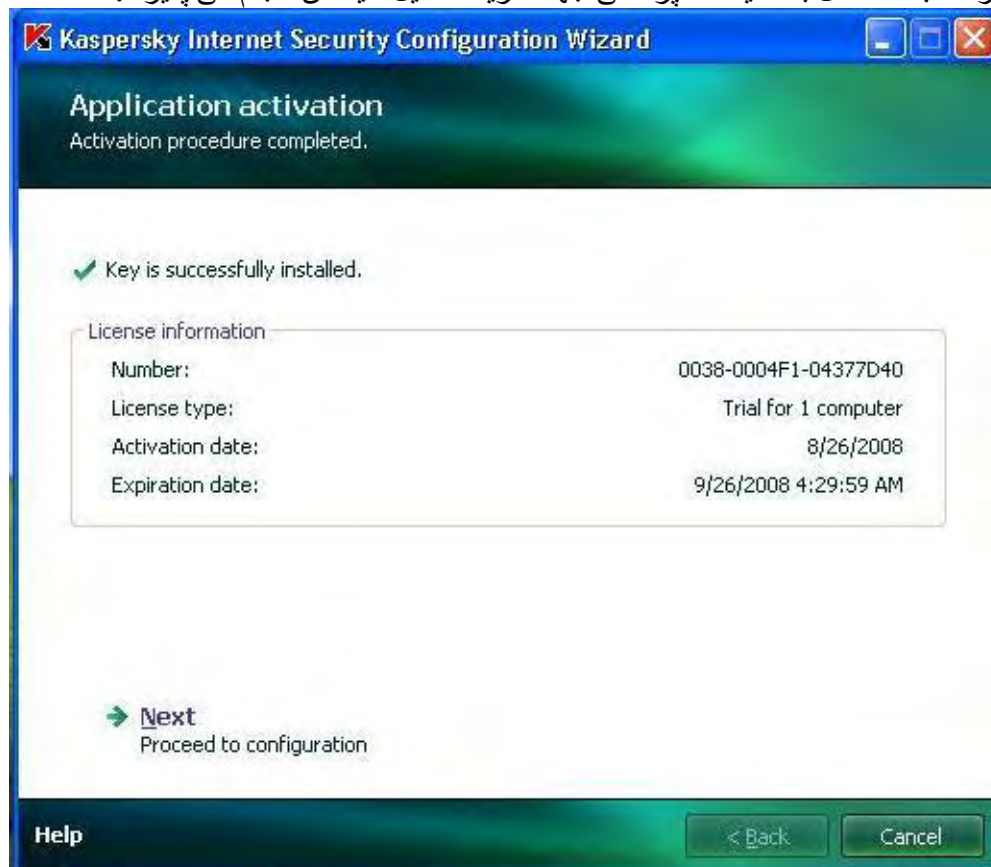 Kaspersky Internet Security Configuration Wizard
Application activation
Activation procedure completed.
Key is successfully installed.
License information
Number: 0038-0004F1-04377D40
License type: Trial for 1 computer
Activation date: 8/26/2008
Expiration date: 9/26/2008 4:29:59 AM
Next
Proceed to configuration
Help
< Back
Cancel